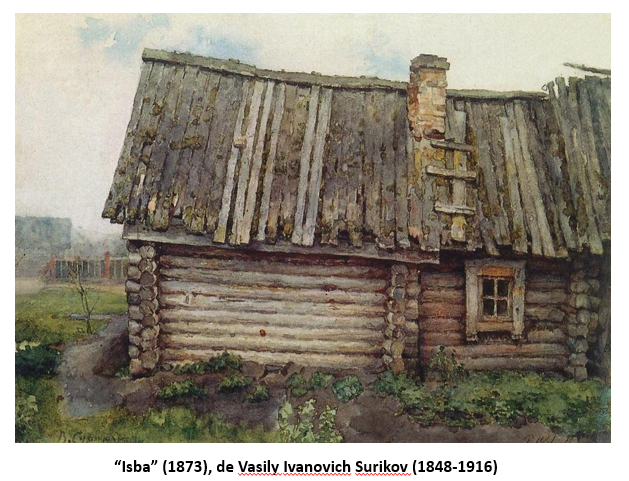 “Isba” (1873), de Vasily Ivanovich Surikov (1848-1916)